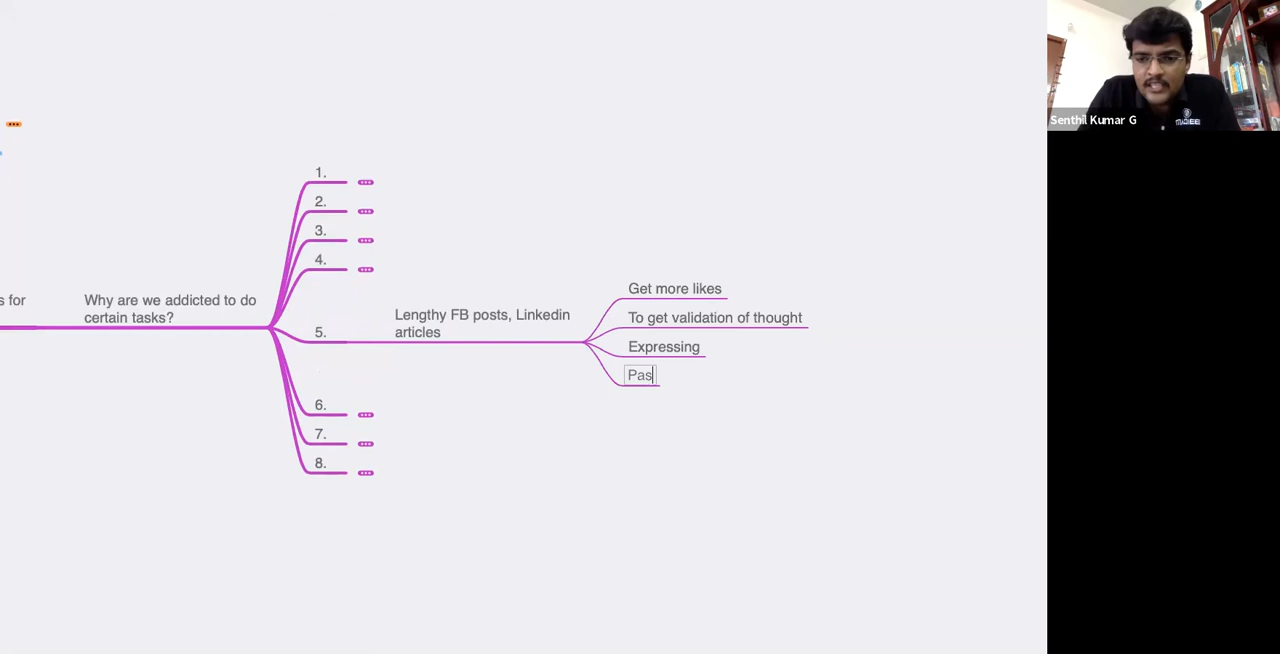 Senthil Kumar G
1.
2.
3.
4.
s for
Why are we addicted to do
certain tasks?
5.
Lengthy FB posts, Linkedin
articles
Get more likes
To get validation of thought
Expressing
Pas
6.
7.
8.